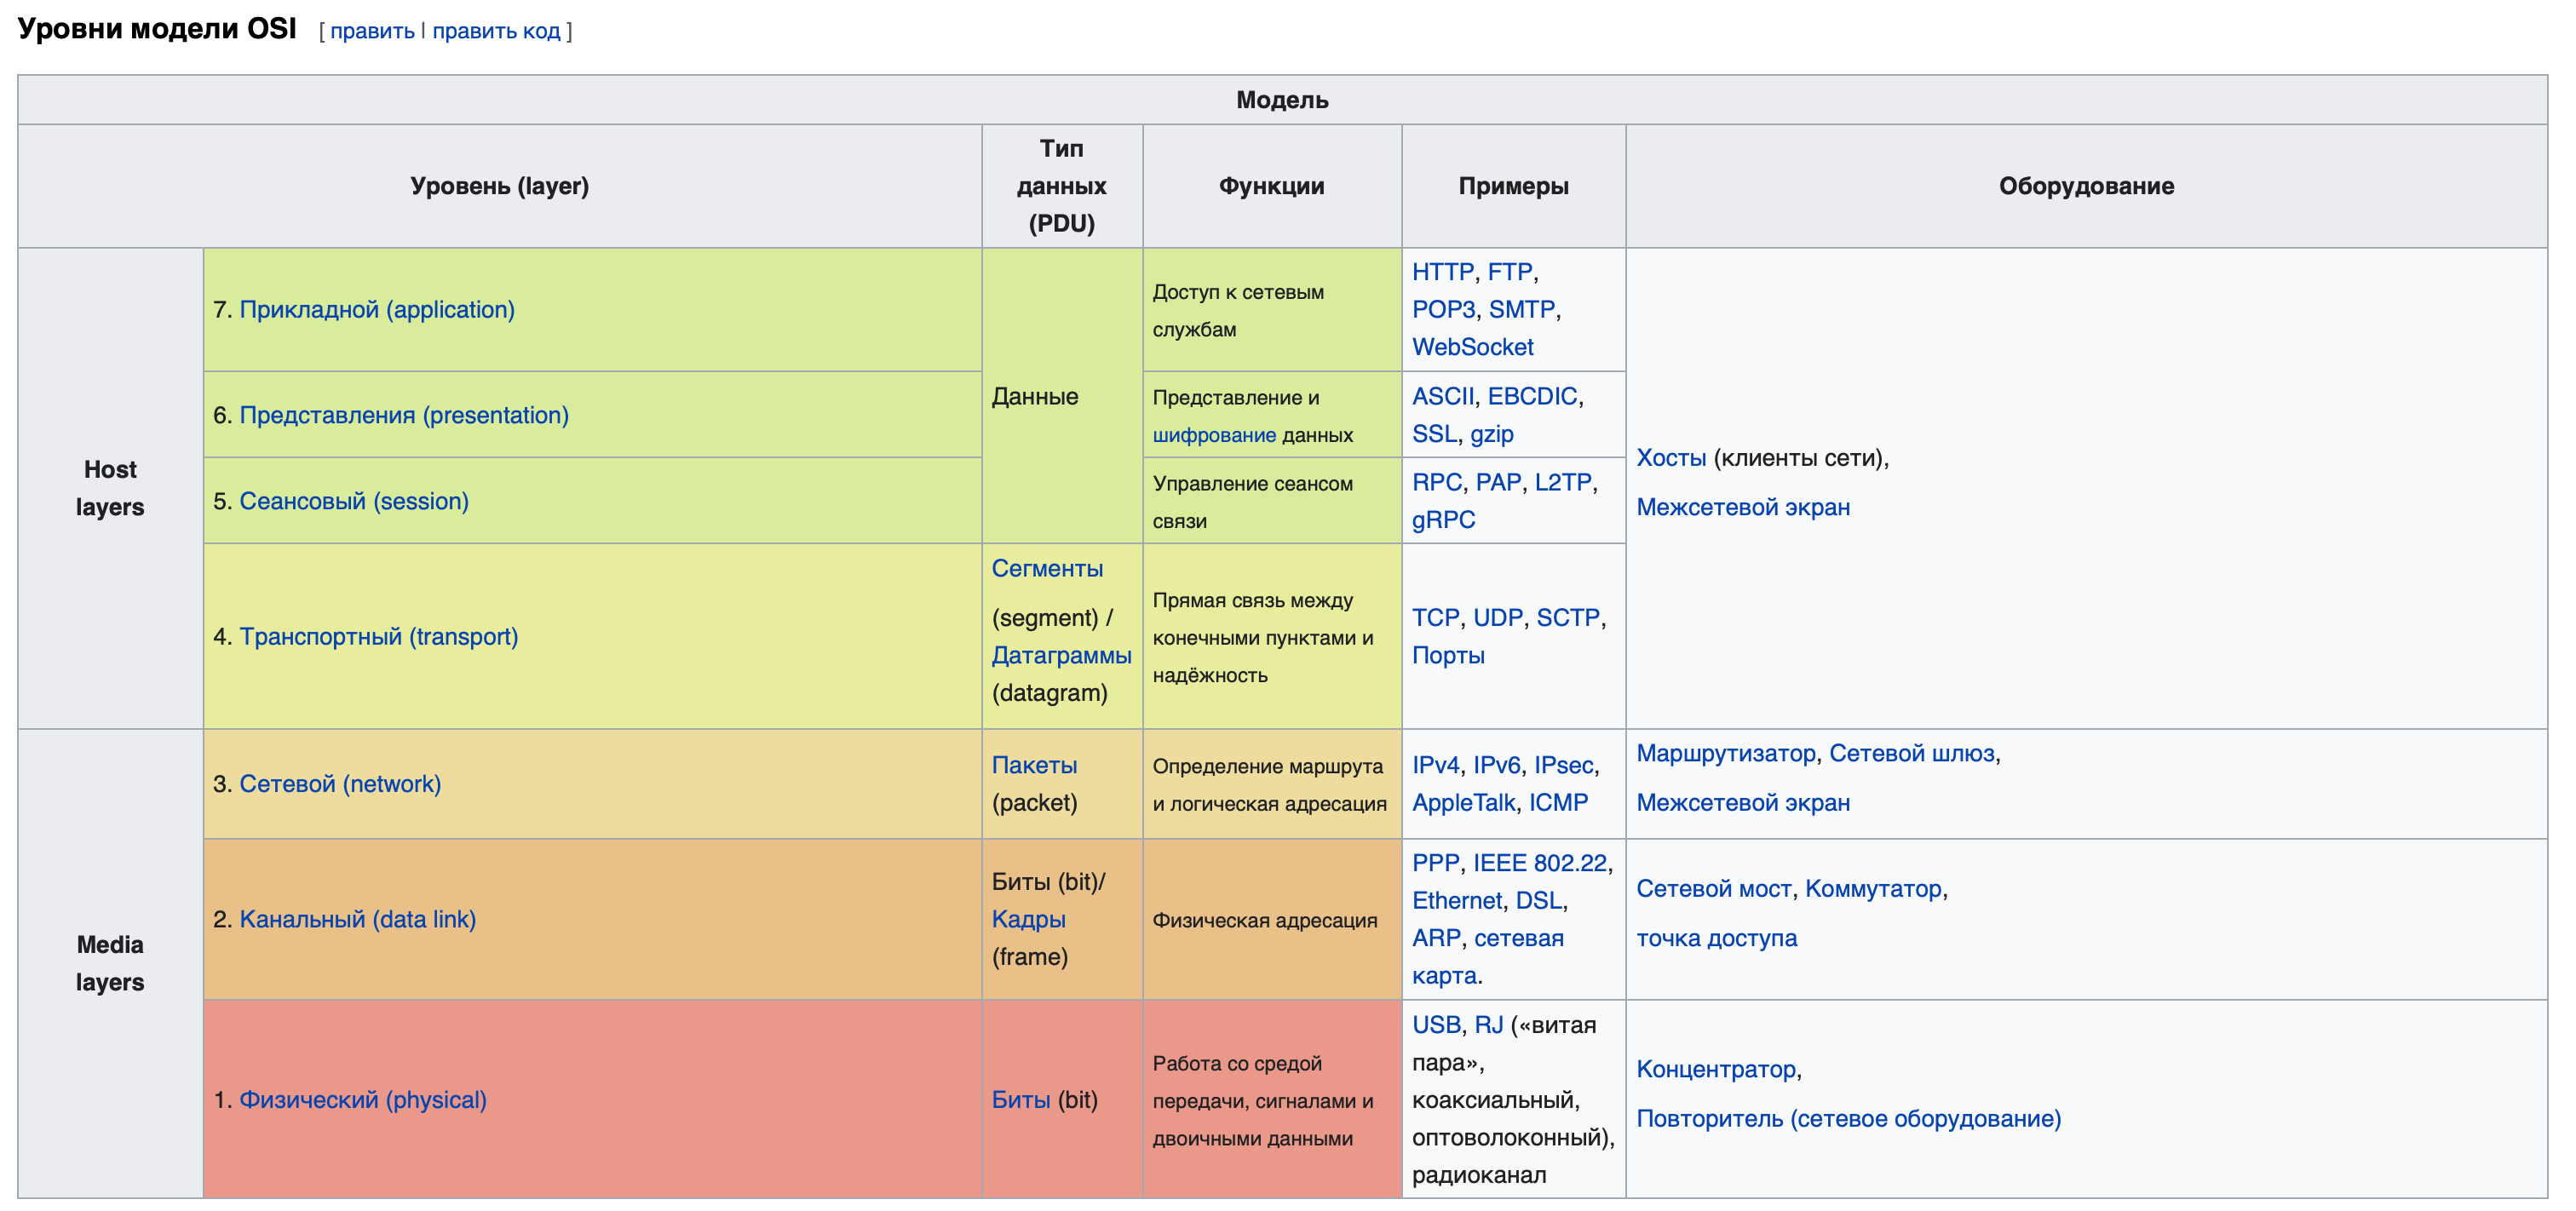 Уровни модели OSI [ править | править код ]
Модель
Уровень (layer)
Тип
данных
(PDU)
Функции
Примеры
Оборудование
Host
layers
7. Прикладной (application)
Данные
Доступ к сетевым
службам
HTTP, FTP,
POP3, SMTP,
WebSocket
Хосты (клиенты сети),
Межсетевой экран
6. Представления (presentation)
Представление и
шифрование данных
ASCII, EBCDIC,
SSL, gzip
5. Сеансовый (session)
Управление сеансом
связи
RPC, PAP, L2TP,
gRPC
4. Транспортный (transport)
Сегменты
(segment) /
Датаграммы
(datagram)
Прямая связь между
конечными пунктами и
надёжность
TCP, UDP, SCTP,
Порты
Media
layers
3. Сетевой (network)
Пакеты
(packet)
Определение маршрута
и логическая адресация
IPv4, IPv6, IPsec,
AppleTalk, ICMP
Маршрутизатор, Сетевой шлюз,
Межсетевой экран
2. Канальный (data link)
Биты (bit)/
Кадры
(frame)
Физическая адресация
PPP, IEEE 802.22,
Ethernet, DSL,
ARP, сетевая
карта.
Сетевой мост, Коммутатор,
точка доступа
1. Физический (physical)
Биты (bit)
Работа со средой
передачи, сигналами и
двоичными данными
USB, RJ («витая
пара»,
коаксиальный,
оптоволоконный),
радиоканал
Концентратор,
Повторитель (сетевое оборудование)